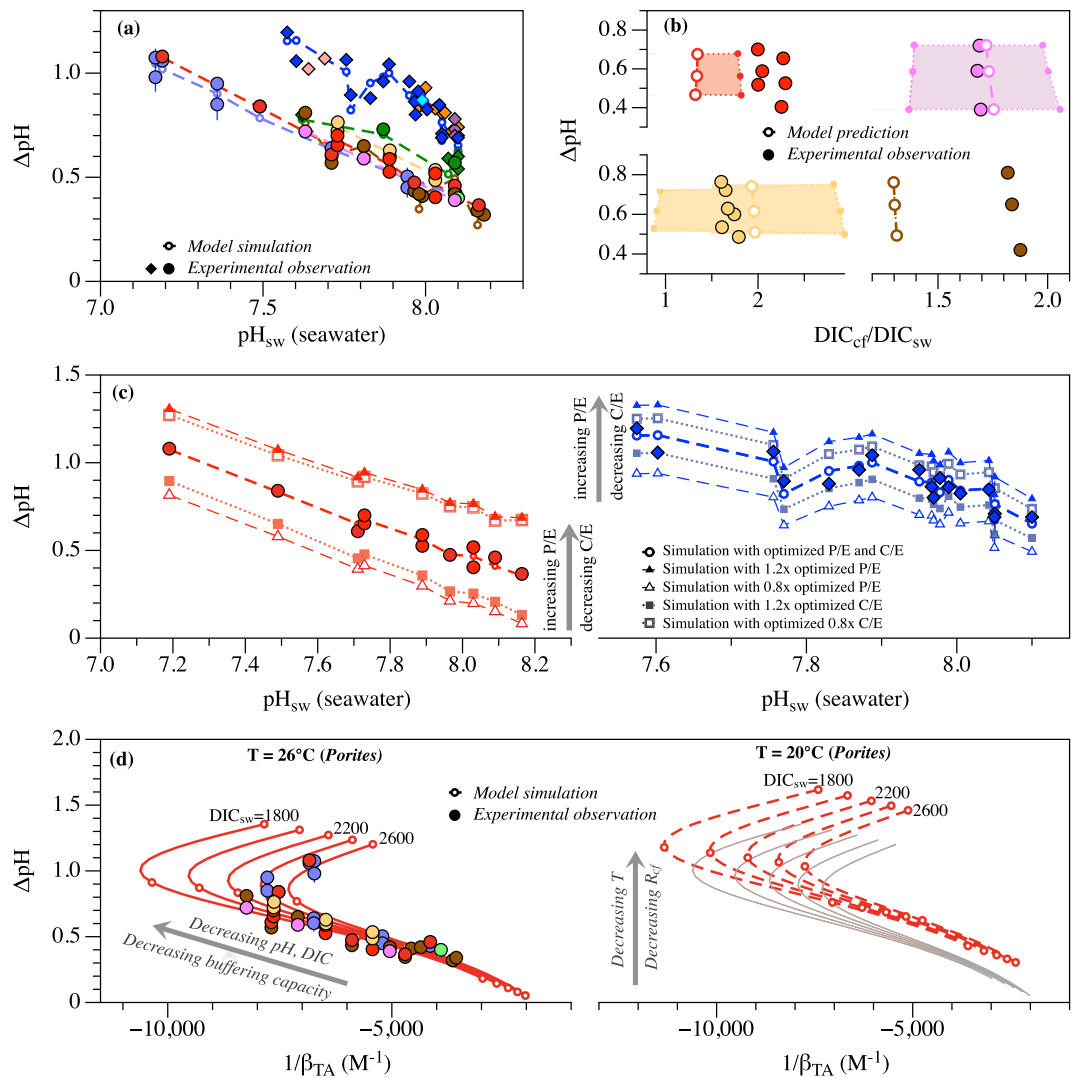 (a)
1.0
0.5
0
ΔpH
Model simulation
Experimental observation
7.0
7.5
8.0
pHsw (seawater)
(b)
0.8
0.6
0.4
ΔpH
Model prediction
Experimental observation
0.8
0.6
0.4
1
2
1.5
2.0
DICcf/DICsw
(c)
1.5
1.0
0.5
0
ΔpH
increasing P/E
decreasing C/E
7.0
7.2
7.4
7.6
7.8
8.0
8.2
pHsw (seawater)
increasing P/E
decreasing C/E
Simulation with optimized P/E and C/E
Simulation with 1.2x optimized P/E
Simulation with 0.8x optimized P/E
Simulation with 1.2x optimized C/E
Simulation with optimized 0.8x C/E
7.6
7.8
8.0
pHsw (seawater)
(d)
2.0
1.5
1.0
0.5
0
ΔpH
T = 26°C (Porites)
Model simulation
Experimental observation
DICsw=1800
2200
2600
Decreasing pH, DIC
Decreasing buffering capacity
−10,000
−5,000
1/βTA (M⁻¹)
T = 20°C (Porites)
DICsw=1800
2200
2600
Decreasing T
Decreasing Rcf
−10,000
−5,000
1/βTA (M⁻¹)